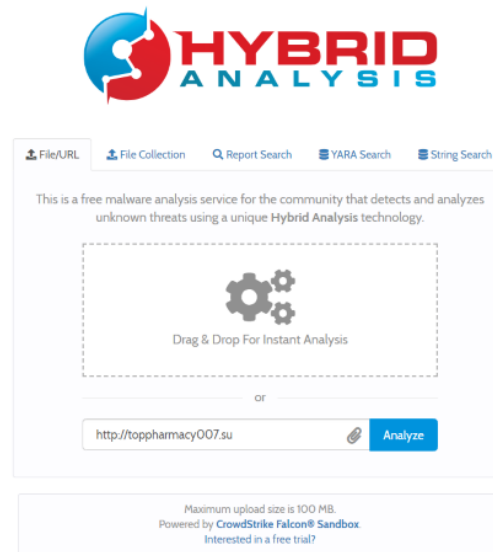 HYBRID
ANALYSIS
File/URL File Collection Report Search YARA Search String Search
This is a free malware analysis service for the community that detects and analyzes
unknown threats using a unique Hybrid Analysis technology.
Drag & Drop For Instant Analysis
or
http://toppharmacy007.su Analyze
Maximum upload size is 100 MB.
Powered by CrowdStrike Falcon® Sandbox.
Interested in a free trial?